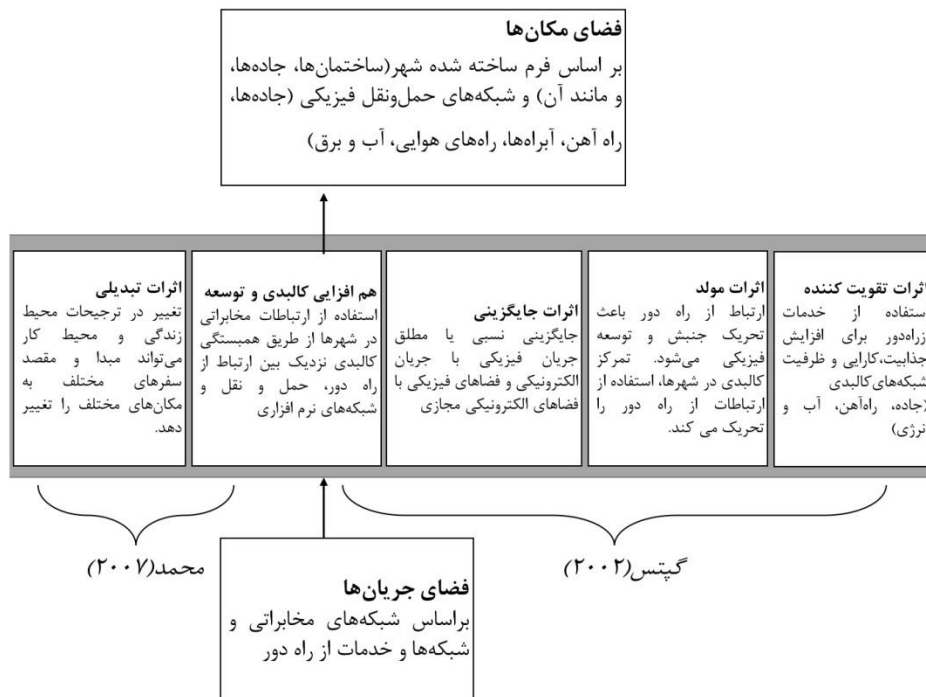 فضای مکان‌ها
بر اساس فرم ساخته شده شهر(ساختمان‌ها، جاده‌ها،
و مانند آن) و شبکه‌های حمل‌ونقل فیزیکی (جاده‌ها،
راه آهن، آبراه‌ها، راه‌های هوایی، آب و برق)
اثرات تقویت کننده
ستفاده از خدمات
زراه‌دور برای افزایش
جذابیت،کارایی و ظرفیت
شبکه‌های‌کالبدی
(جاده، راه‌آهن، آب و
نرژی)
اثرات مولد
ارتباط از راه دور باعث
تحریک جنبش و توسعه
فیزیکی می‌شود. تمرکز
کالبدی در شهرها، استفاده از
ارتباطات از راه دور را
تحریک می کند.
اثرات جایگزینی
جایگزینی نسبی یا مطلق
جریان فیزیکی با جریان
الکترونیکی و فضاهای فیزیکی با
فضاهای الکترونیکی مجازی
هم افزایی کالبدی و توسعه
استفاده از ارتباطات مخابراتی
در شهرها از طریق همبستگی
کالبدی نزدیک بین ارتباط از
راه دور، حمل و نقل و
شبکه‌های نرم افزاری
اثرات تبدیلی
تغییر در ترجیحات محیط
زندگی و محیط کار
می‌تواند مبدا و مقصد
سفرهای مختلف به
مکان‌های مختلف را تغییر
دهد.
گپتس(۲۰۰۲)
محمد(۲۰۰۷)
فضای جریان‌ها
براساس شبکه‌های مخابراتی و
شبکه‌ها و خدمات از راه دور